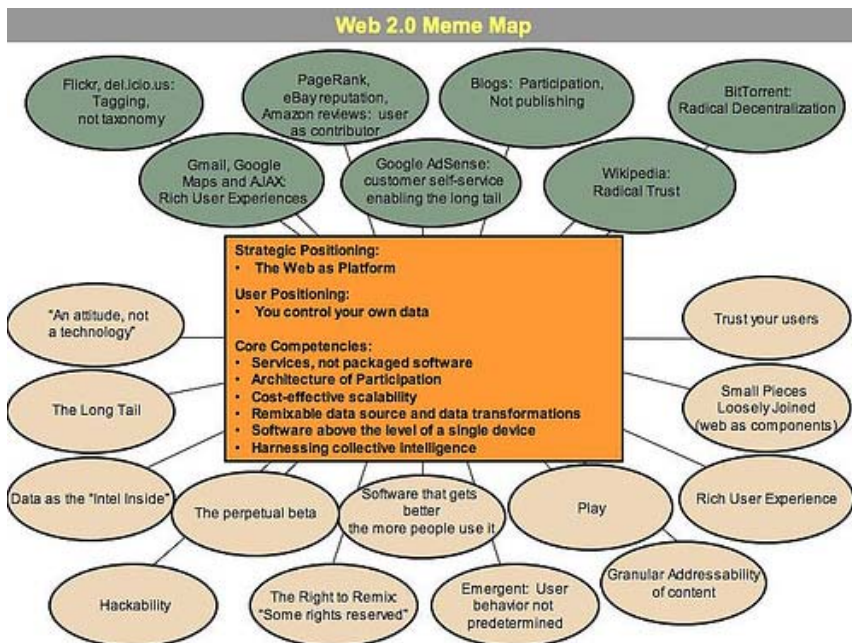 Web 2.0 Meme Map
Flickr, del.icio.us:
Tagging,
not taxonomy
PageRank,
eBay reputation,
Amazon reviews: user
as contributor
Blogs: Participation,
Not publishing
BitTorrent:
Radical Decentralization
Gmail, Google
Maps and AJAX:
Rich User Experiences
Google AdSense:
customer self-service
enabling the long tail
Wikipedia:
Radical Trust
Strategic Positioning:
• The Web as Platform
User Positioning:
• You control your own data
Core Competencies:
• Services, not packaged software
• Architecture of Participation
• Cost-effective scalability
• Remixable data source and data transformations
• Software above the level of a single device
• Harnessing collective intelligence
"An attitude, not
a technology"
Trust your users
The Long Tail
Small Pieces
Loosely Joined
(web as components)
Data as the "Intel Inside"
The perpetual beta
Software that gets
better
the more people use it
Play
Rich User Experience
Hackability
The Right to Remix:
"Some rights reserved"
Emergent: User
behavior not
predetermined
Granular Addressability
of content